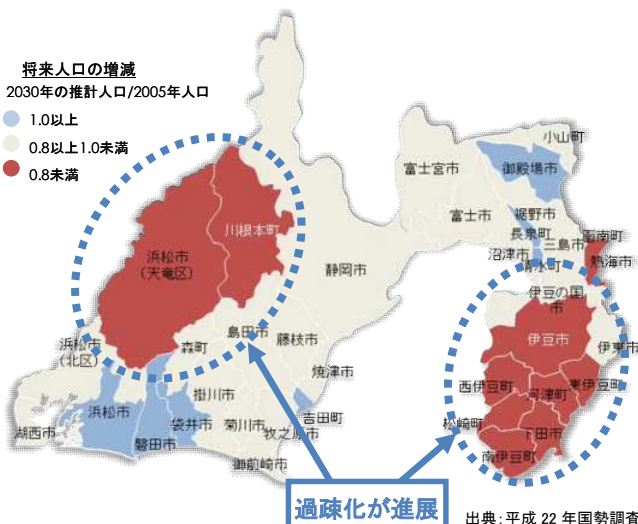 将来人口の増減
2030年の推計人口/2005年人口
1.0以上
0.8以上1.0未満
0.8未満
小山町
富士宮市
御殿場市
富士市
裾野市
川根本町
長泉町
三島市
函南町
浜松市
(天竜区)
静岡市
沼津市
清水町
熱海市
伊豆の国
市
島田市
伊豆市
浜松市
(北区)
森町
藤枝市
伊東市
焼津市
西伊豆町
東伊豆町
掛川市
河津町
浜松市
袋井市
吉田町
松崎町
湖西市
菊川市
牧之原市
下田市
磐田市
御前崎市
南伊豆町
過疎化が進展
出典:平成 22 年国勢調査